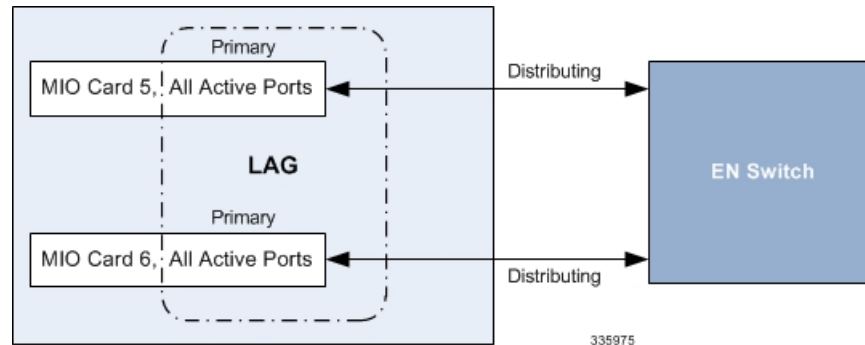 Primary
MIO Card 5, All Active Ports
LAG
Primary
MIO Card 6, All Active Ports
Distributing
Distributing
EN Switch
335975